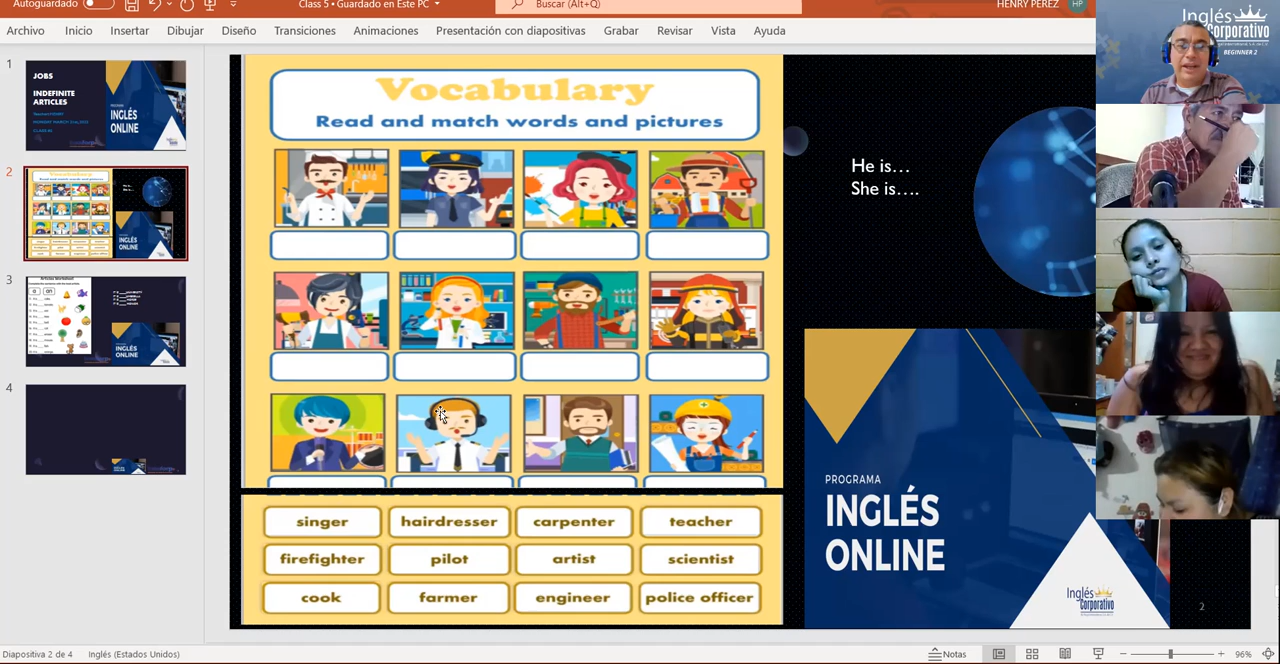 Autoguardado
Class 5 • Guardado en Este PC
Buscar (Alt+Q)
HENRY PEREZ
HP
Archivo Inicio Insertar Dibujar Diseño Transiciones Animaciones Presentación con diapositivas Grabar Revisar Vista Ayuda
1
JOBS
INDEFINITE
ARTICLES
PROGRAMA
INGLÉS
ONLINE
2
3
4
Vocabulary
Read and match words and pictures
singer hairdresser carpenter teacher
firefighter pilot artist scientist
cook farmer engineer police officer
He is...
She is....
PROGRAMA
INGLÉS
ONLINE
Inglés
Corporativo
2
Inglés
Corporativo
BEGINNER 2
Diapositiva 2 de 4
Inglés (Estados Unidos)
Notas
96%